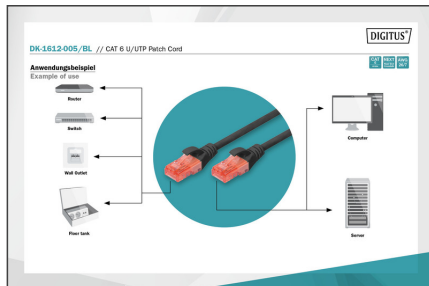 DIGITUS®
DK-1612-005/BL // CAT 6 U/UTP Patch Cord
Anwendungsbeispiel
Example of use
Router
Switch
Wall Outlet
Floor tank
Computer
Server